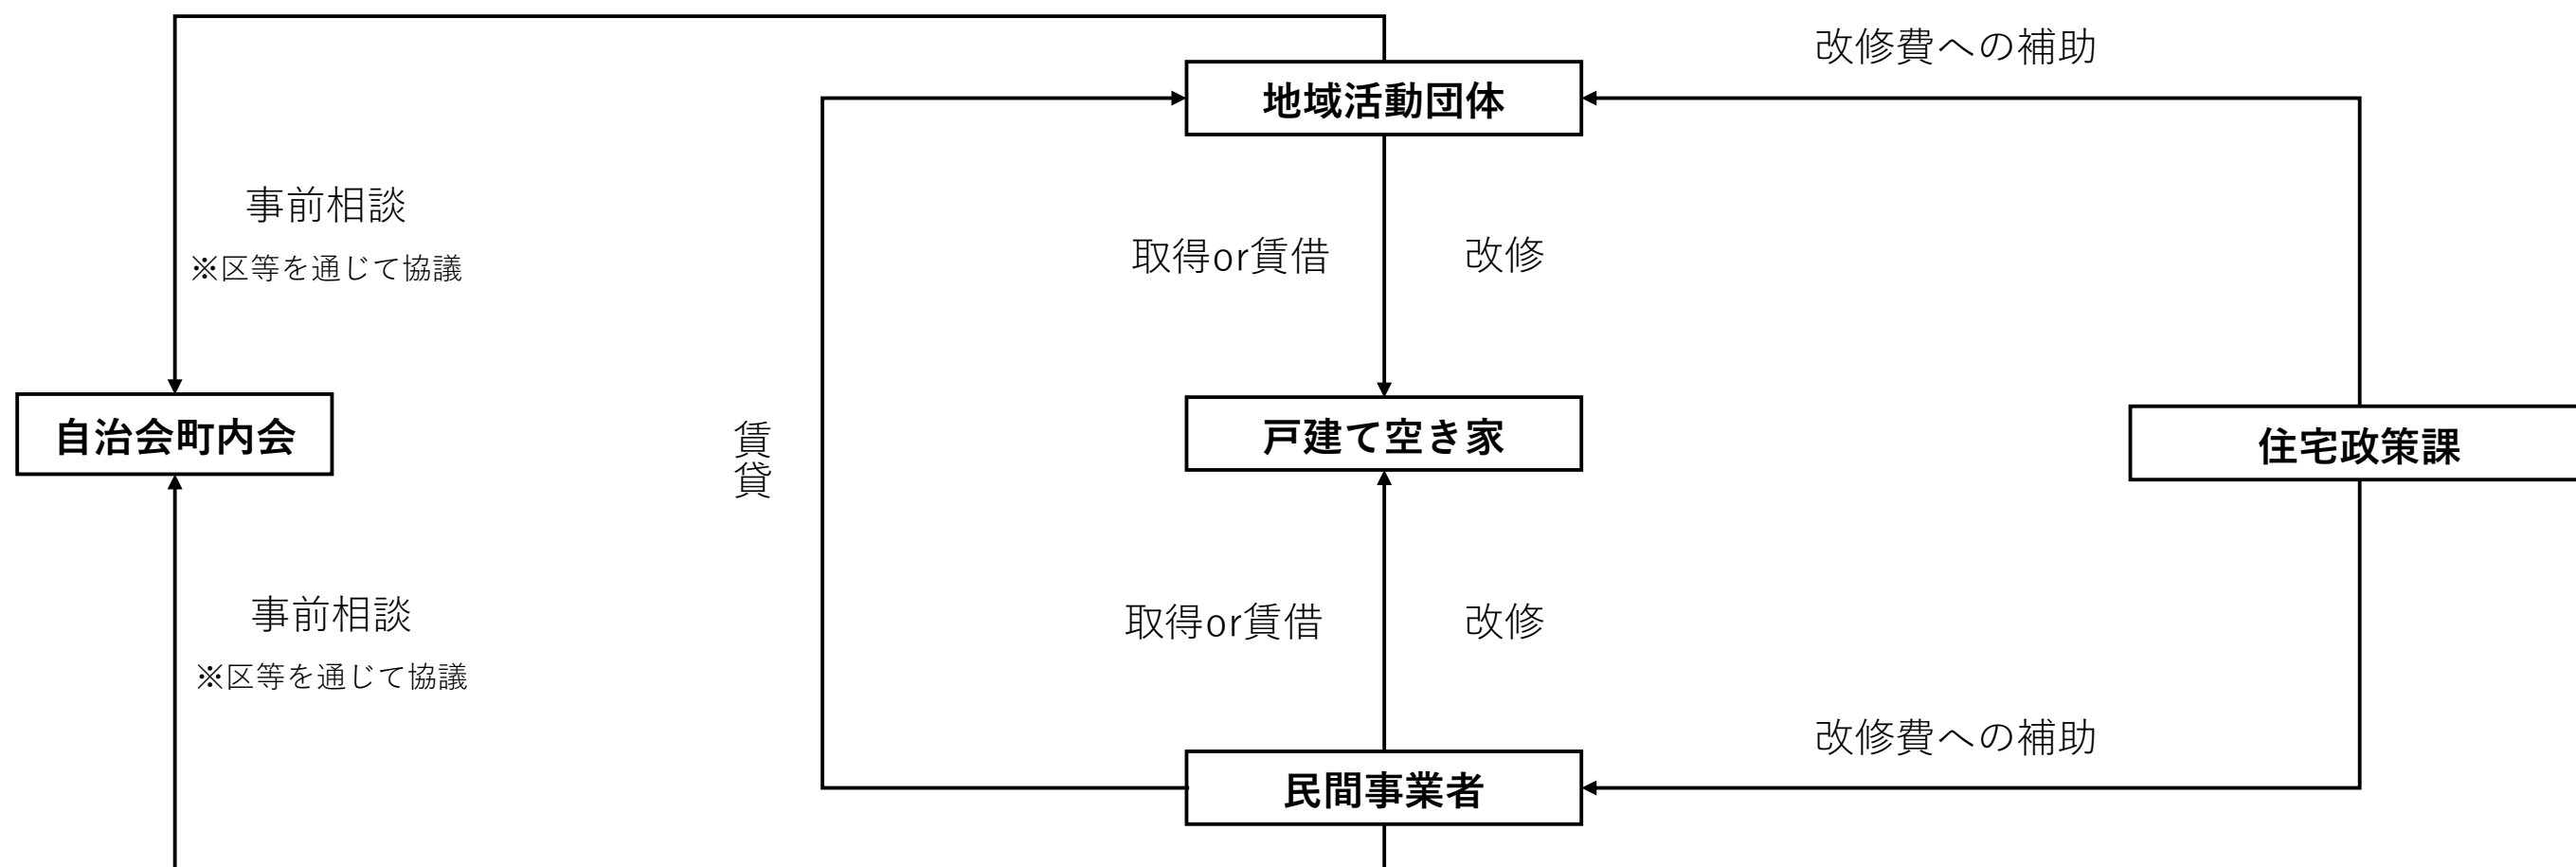 改修費への補助
地域活動団体
事前相談
※区等を通じて協議
取得or賃借
改修
自治会町内会
賃貸
戸建て空き家
住宅政策課
事前相談
※区等を通じて協議
取得or賃借
改修
改修費への補助
民間事業者